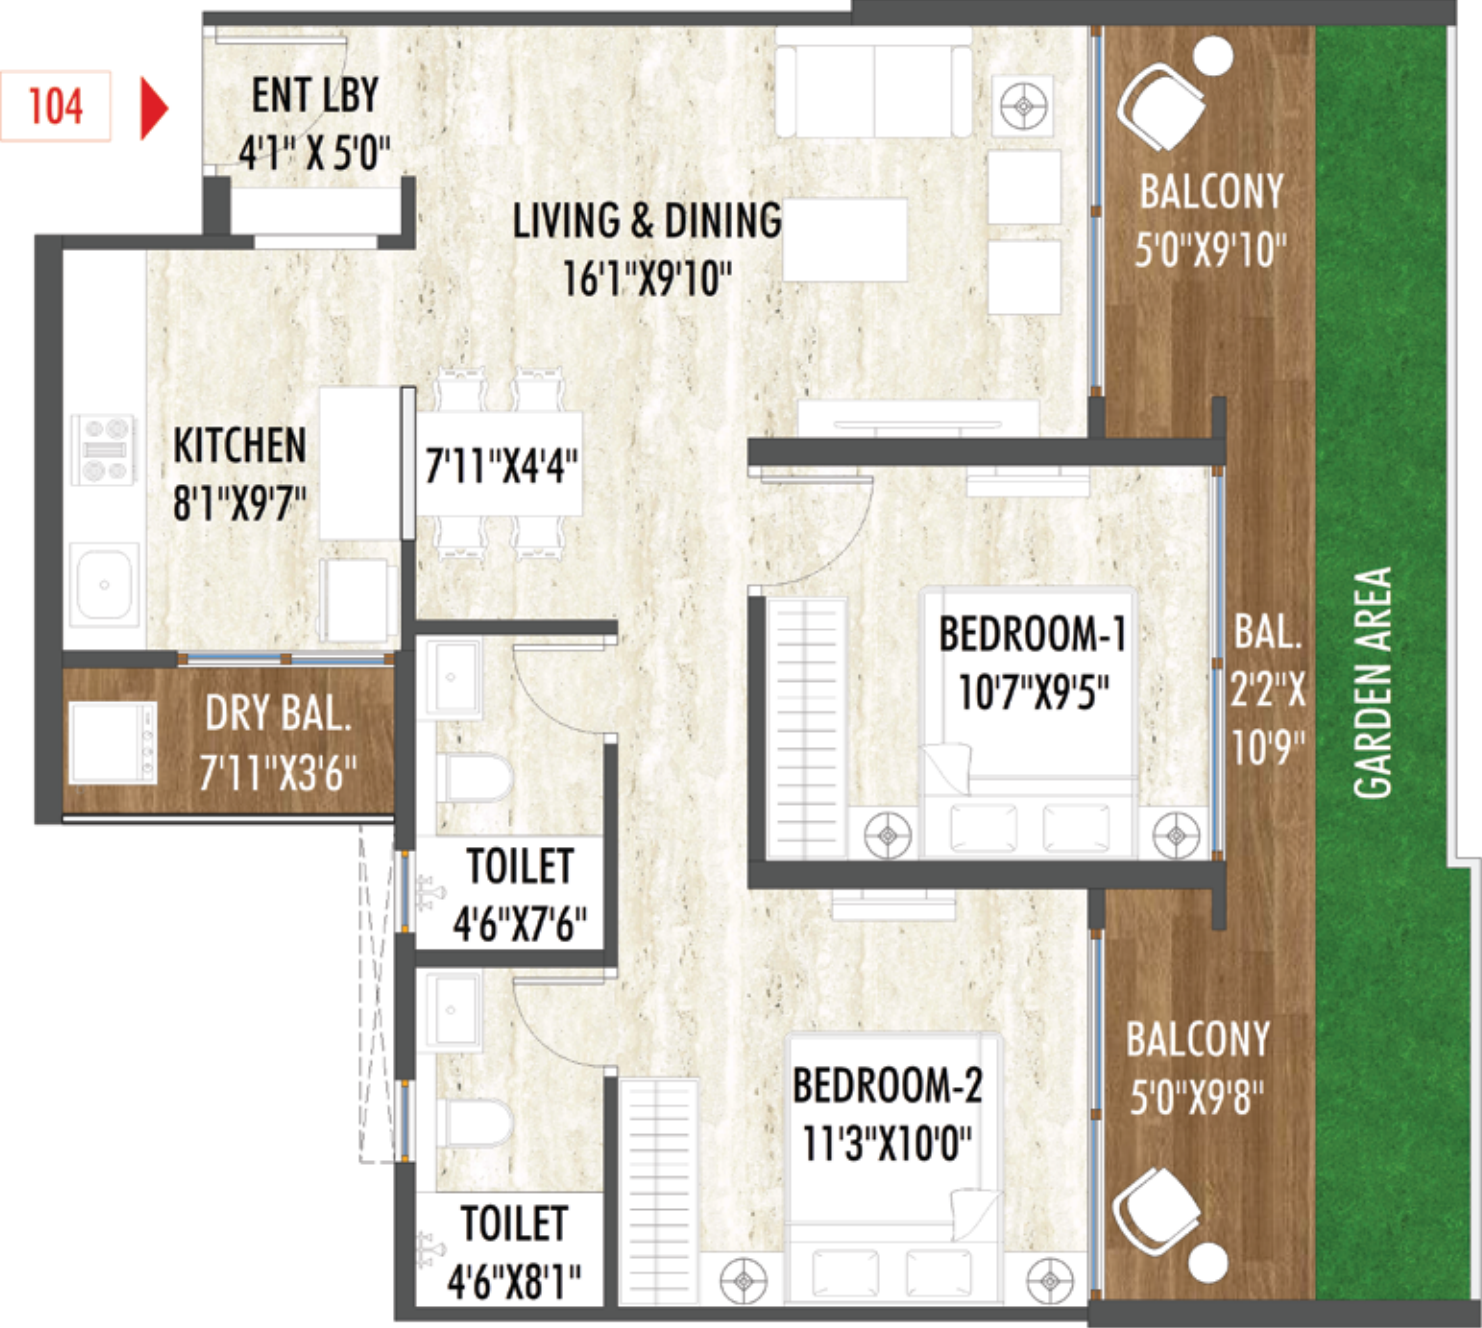 104
ENT LBY
4'1" X 5'0"
LIVING & DINING
16'1"X9'10"
BALCONY
5'0"X9'10"
KITCHEN
8'1"X9'7"
7'11"X4'4"
BEDROOM-1
10'7"X9'5"
BAL.
2'2"X
10'9"
GARDEN AREA
DRY BAL.
7'11"X3'6"
TOILET
4'6"X7'6"
BALCONY
5'0"X9'8"
BEDROOM-2
11'3"X10'0"
TOILET
4'6"X8'1"